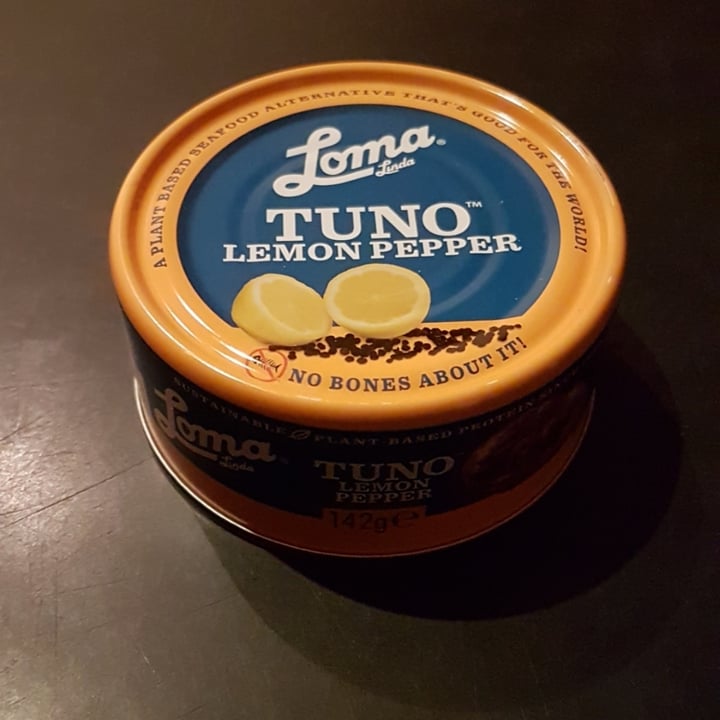 A PLANT BASED SEAFOOD ALTERNATIVE THAT'S GOOD FOR THE WORLD!
Loma®
Linda
TUNO™
LEMON PEPPER
NO BONES ABOUT IT!
SUSTAINABLE PLANT-BASED PROTEIN
Loma
Linda
TUNO
LEMON
PEPPER
142g℮